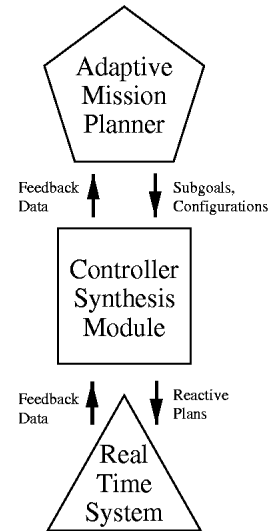 Adaptive
Mission
Planner
Feedback
Data
Subgoals,
Configurations
Controller
Synthesis
Module
Feedback
Data
Reactive
Plans
Real
Time
System